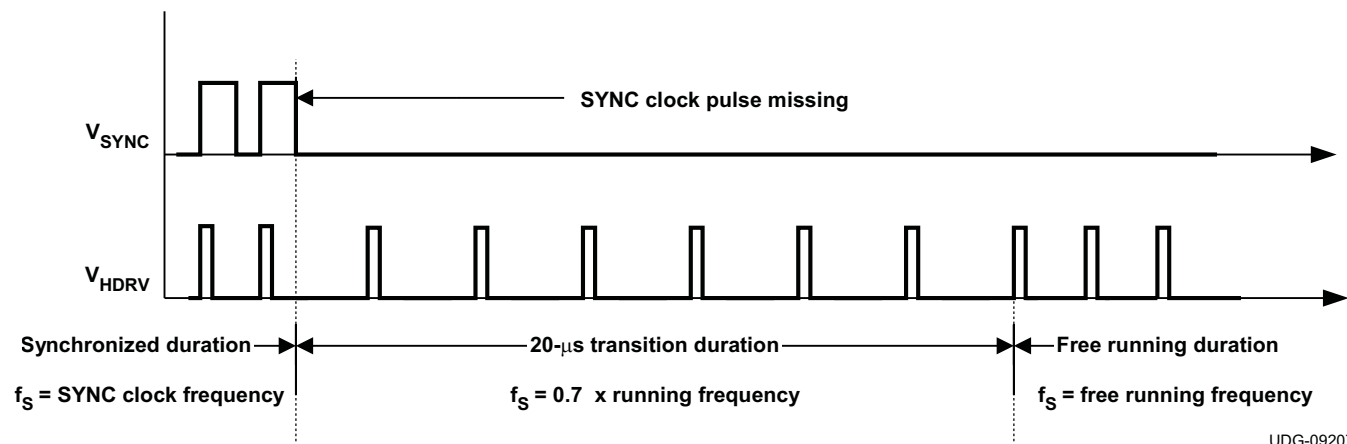 SYNC clock pulse missing
VSYNC
VHDRV
Synchronized duration
20-μs transition duration
Free running duration
fS = SYNC clock frequency
fS = 0.7 x running frequency
fS = free running frequency